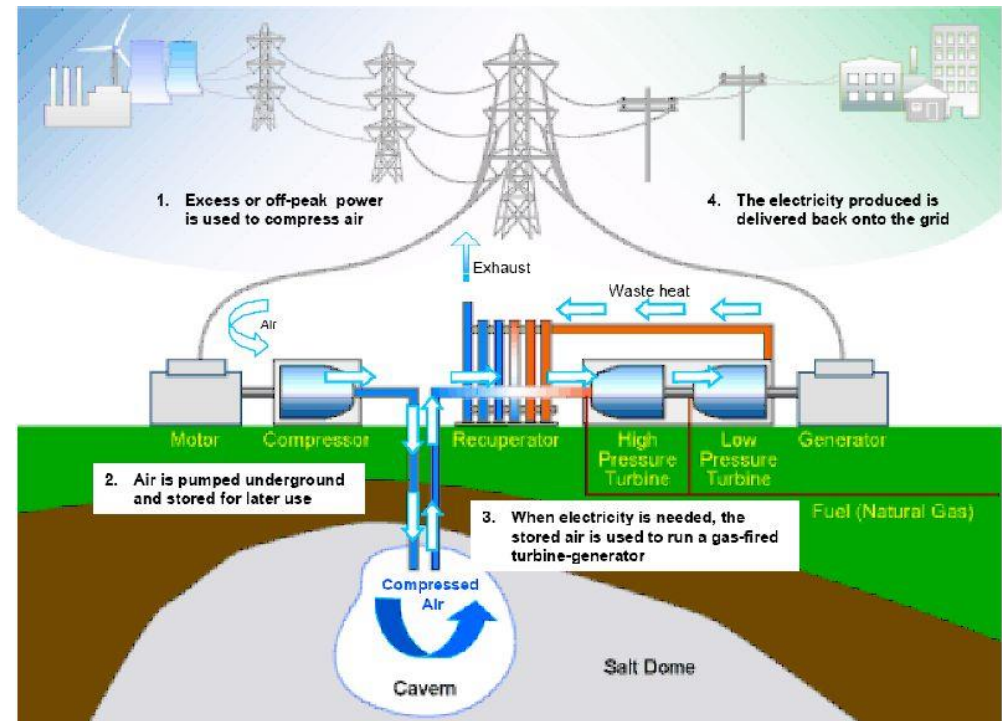 1. Excess or off-peak power
is used to compress air
4. The electricity produced is
delivered back onto the grid
Exhaust
Waste heat
Air
Motor
Compressor
Recuperator
High
Pressure
Turbine
Low
Pressure
Turbine
Generator
2. Air is pumped underground
and stored for later use
3. When electricity is needed, the
stored air is used to run a gas-fired
turbine-generator
Fuel (Natural Gas)
Compressed
Air
Cavern
Salt Dome